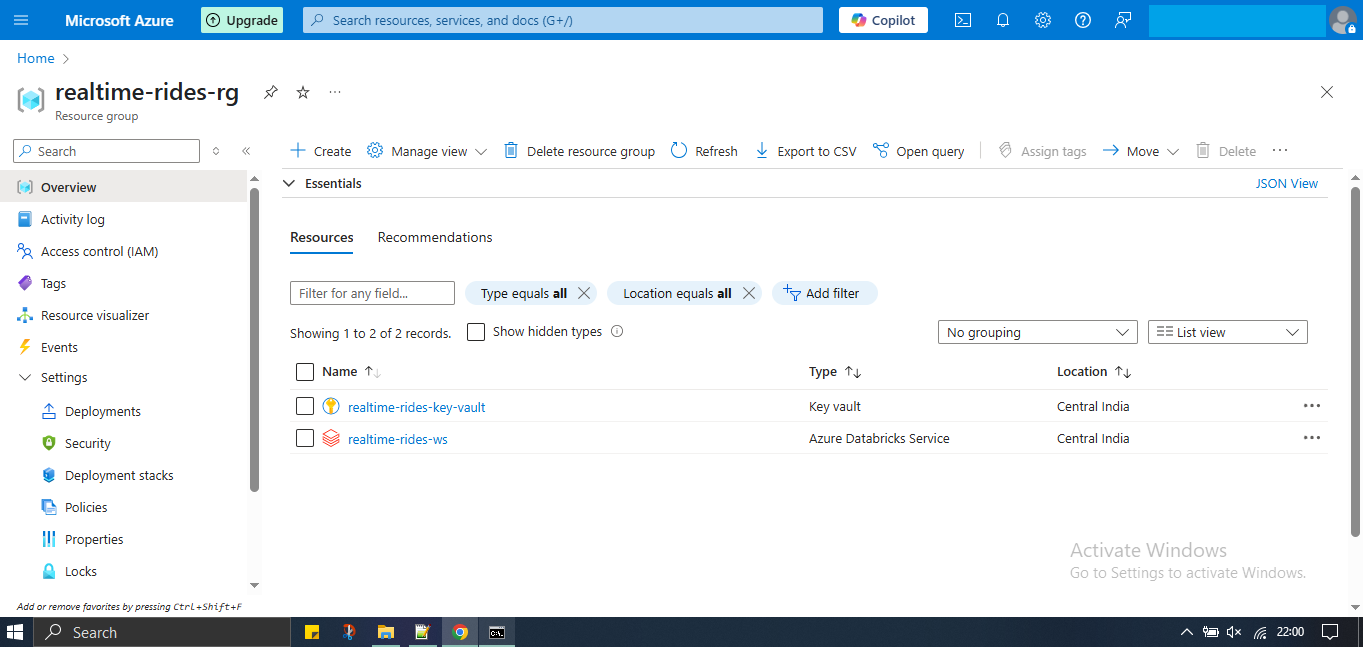 Microsoft Azure Upgrade Search resources, services, and docs (G+/) Copilot
Home
realtime-rides-rg
Resource group
Search
Create Manage view Delete resource group Refresh Export to CSV Open query Assign tags Move Delete
Overview
Activity log
Access control (IAM)
Tags
Resource visualizer
Events
Settings
Deployments
Security
Deployment stacks
Policies
Properties
Locks
Add or remove favorites by pressing Ctrl+Shift+F
Essentials JSON View
Resources Recommendations
Filter for any field... Type equals all Location equals all Add filter
Showing 1 to 2 of 2 records. Show hidden types No grouping List view
Name Type Location
realtime-rides-key-vault Key vault Central India
realtime-rides-ws Azure Databricks Service Central India
Activate Windows
Go to Settings to activate Windows.
Search 22:00